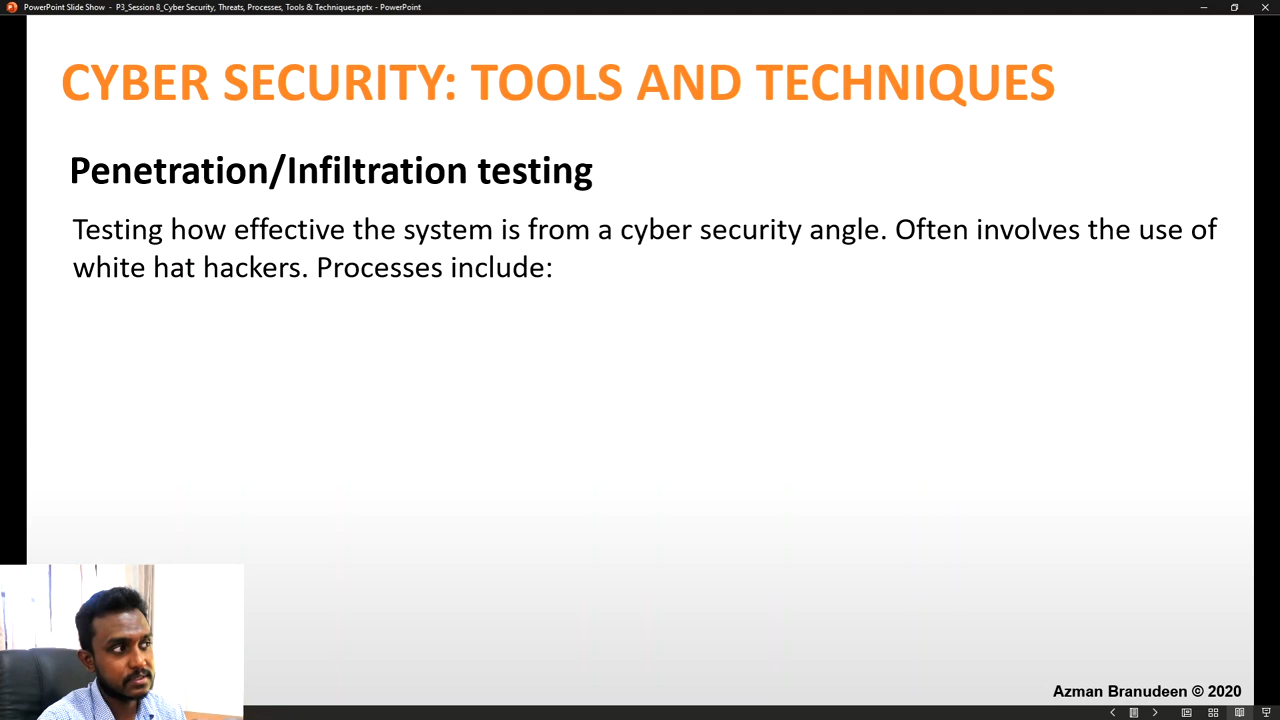 PowerPoint Slide Show - P3_Session 8_Cyber Security, Threats, Processes, Tools & Techniques.pptx - PowerPoint
CYBER SECURITY: TOOLS AND TECHNIQUES
Penetration/Infiltration testing
Testing how effective the system is from a cyber security angle. Often involves the use of
white hat hackers. Processes include:
Azman Branudeen © 2020